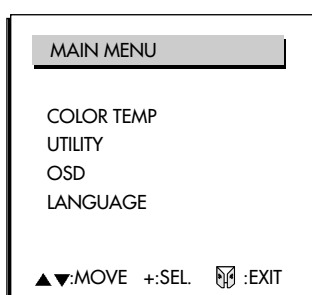 MAIN MENU
COLOR TEMP
UTILITY
OSD
LANGUAGE
▲▼:MOVE +:SEL. :EXIT